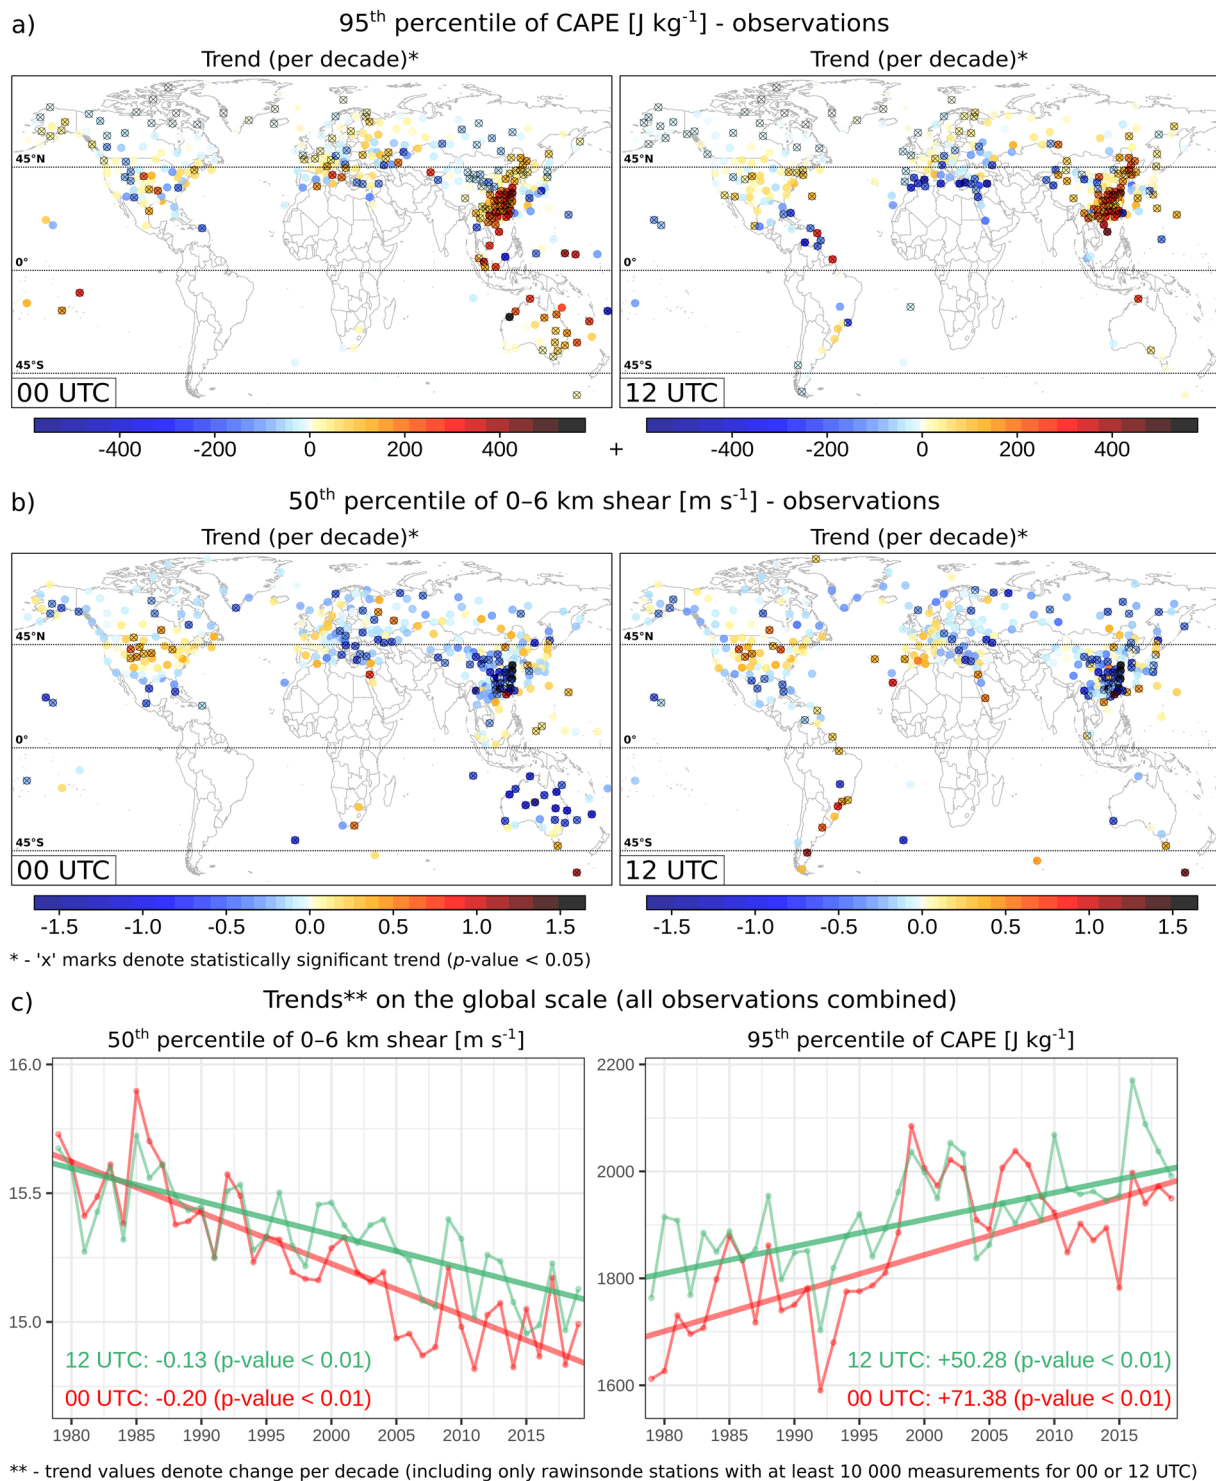 a)
95th percentile of CAPE [J kg-1] - observations
Trend (per decade)*
Trend (per decade)*
45°N
0°
45°S
00 UTC
45°N
0°
45°S
12 UTC
-400 -200 0 200 400
+
-400 -200 0 200 400
b)
50th percentile of 0–6 km shear [m s-1] - observations
Trend (per decade)*
Trend (per decade)*
45°N
0°
45°S
00 UTC
45°N
0°
45°S
12 UTC
-1.5 -1.0 -0.5 0.0 0.5 1.0 1.5
-1.5 -1.0 -0.5 0.0 0.5 1.0 1.5
* - 'x' marks denote statistically significant trend (p-value < 0.05)
c)
Trends** on the global scale (all observations combined)
50th percentile of 0–6 km shear [m s-1]
16.0
15.5
15.0
12 UTC: -0.13 (p-value < 0.01)
00 UTC: -0.20 (p-value < 0.01)
1980 1985 1990 1995 2000 2005 2010 2015
95th percentile of CAPE [J kg-1]
2200
2000
1800
1600
12 UTC: +50.28 (p-value < 0.01)
00 UTC: +71.38 (p-value < 0.01)
1980 1985 1990 1995 2000 2005 2010 2015
** - trend values denote change per decade (including only rawinsonde stations with at least 10 000 measurements for 00 or 12 UTC)